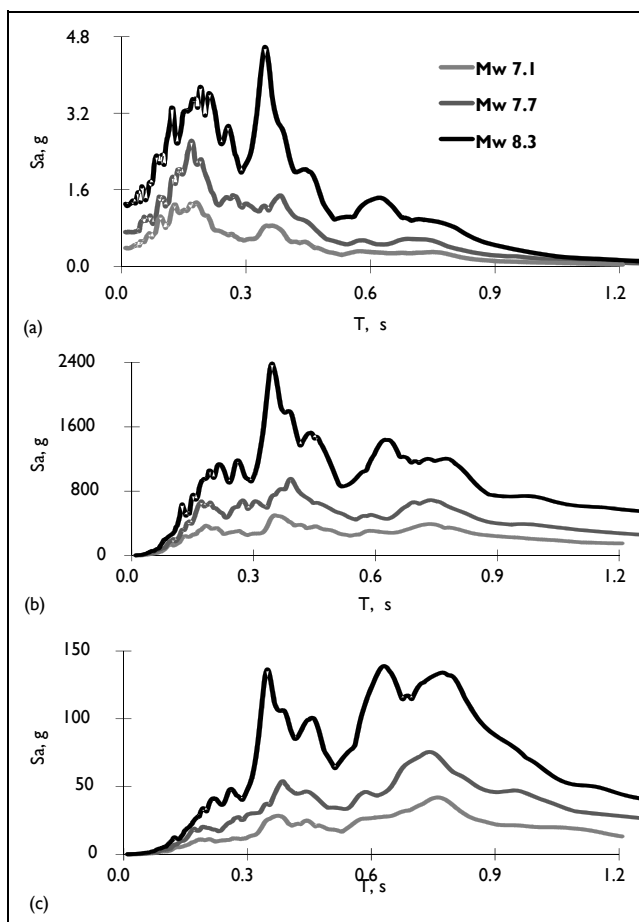 4.8
3.2
1.6
0.0
Sa, g
Mw 7.1
Mw 7.7
Mw 8.3
0.0 0.3 0.6 0.9 1.2
T, s
(a)
2400
1600
800
0
Sa, g
0.0 0.3 0.6 0.9 1.2
T, s
(b)
150
100
50
0
Sa, g
0.0 0.3 0.6 0.9 1.2
T, s
(c)